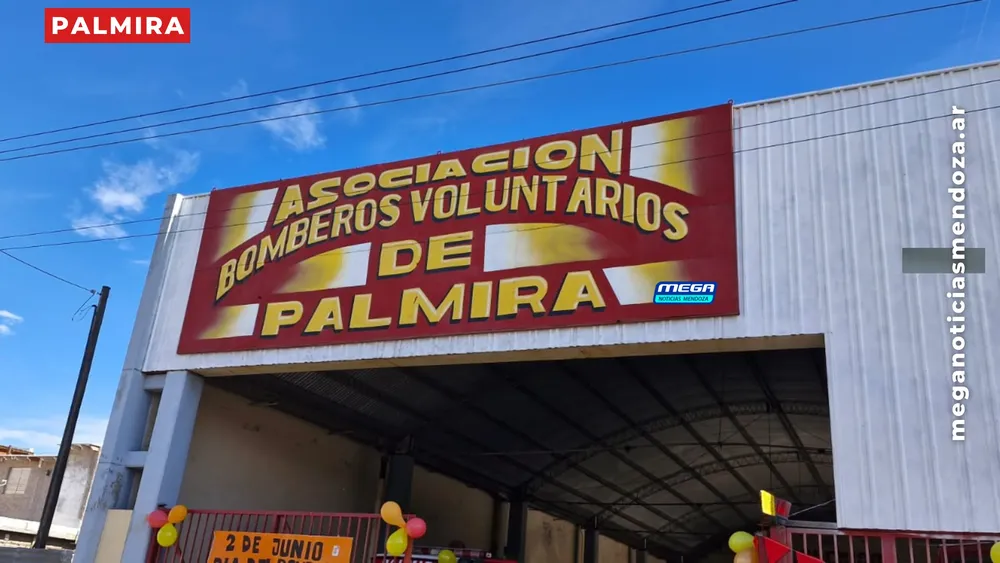 PALMIRA
ASOCIACION
BOMBEROS VOLUNTARIOS
DE
PALMIRA
MEGA
NOTICIAS MENDOZA
meganoticiasmendoza.ar
2 DE JUNIO